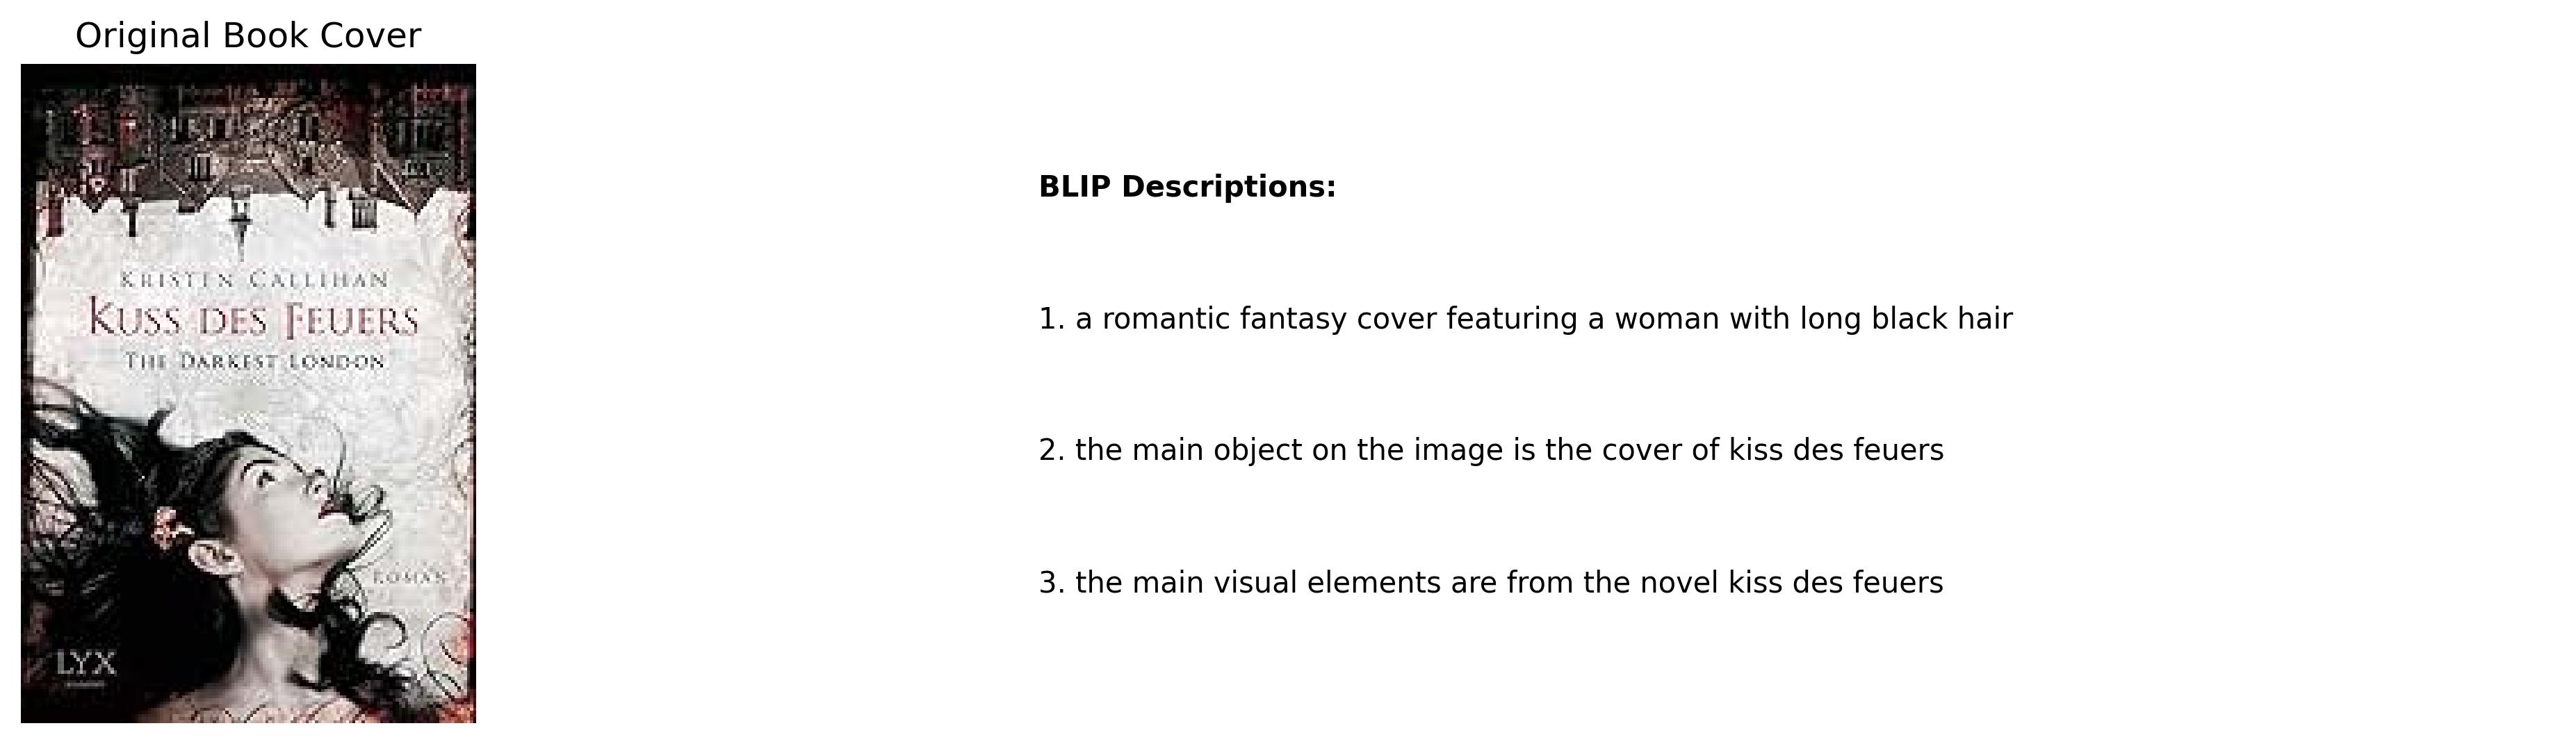 Original Book Cover
KRISTEN CALLIHAN
KUSS DES FEUERS
THE DARKEST LONDON
ROMAN
LYX
BLIP Descriptions:
1. a romantic fantasy cover featuring a woman with long black hair
2. the main object on the image is the cover of kiss des feuers
3. the main visual elements are from the novel kiss des feuers